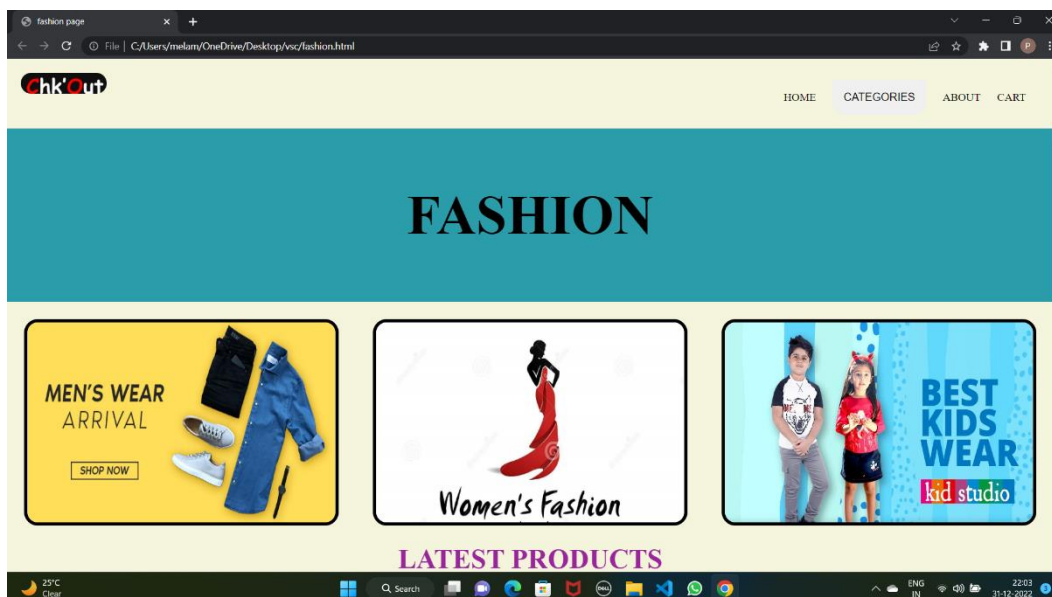 fashion page
File | C:/Users/melam/OneDrive/Desktop/vsc/fashion.html
P
Chk'Out
HOME CATEGORIES ABOUT CART
FASHION
MEN'S WEAR
ARRIVAL
SHOP NOW
Women's Fashion
BEST
KIDS
WEAR
kid studio
LATEST PRODUCTS
25°C
Clear
Search
ENG
IN
22:03
31-12-2022